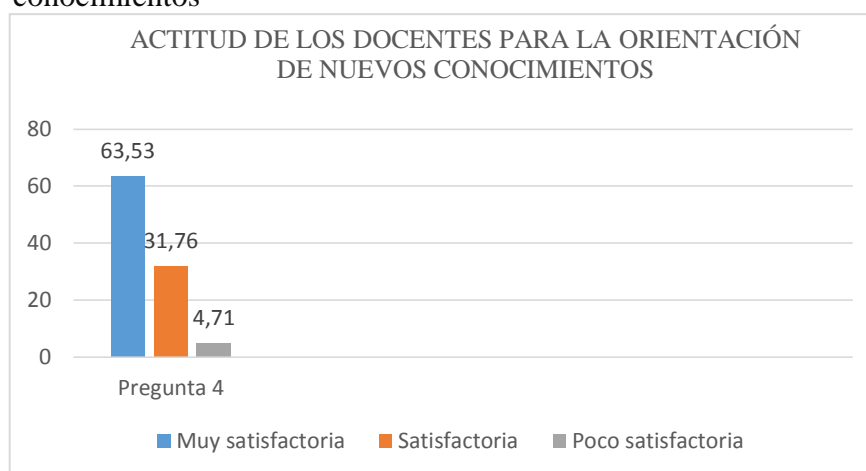 conocimientos
ACTITUD DE LOS DOCENTES PARA LA ORIENTACIÓN
DE NUEVOS CONOCIMIENTOS
80
63,53
60
40
31,76
20
4,71
0
Pregunta 4
Muy satisfactoria Satisfactoria Poco satisfactoria